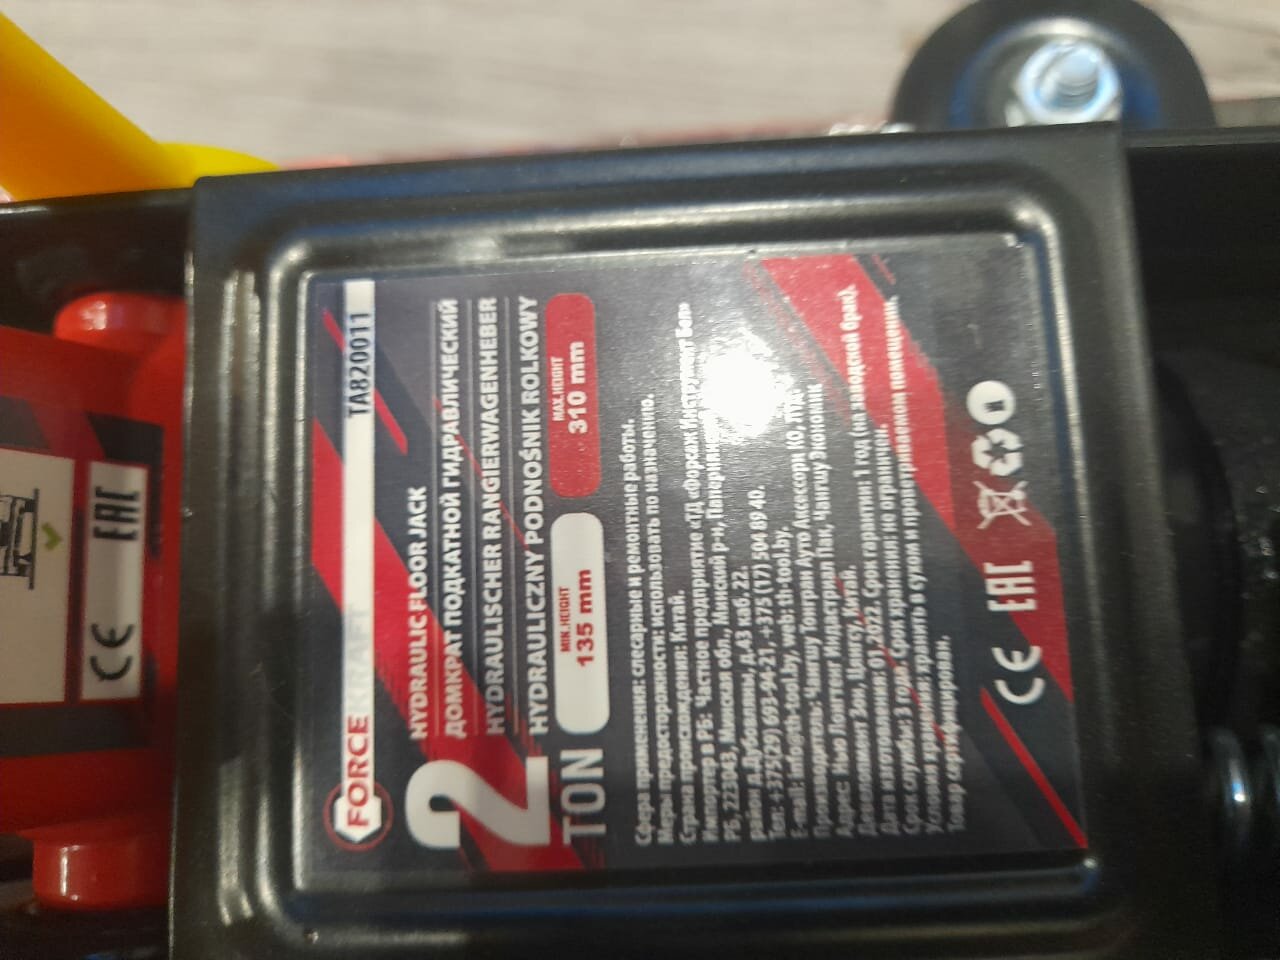 FORCEKRAFT TA820011
HYDRAULIC FLOOR JACK
ДОМКРАТ ПОДКАТНОЙ ГИДРАВЛИЧЕСКИЙ
HYDRAULISCHER RANGIERWAGENHEBER
HYDRAULICZNY PODNOŚNIK ROLKOWY
2 TON
MIN. HEIGHT
135 mm
MAX. HEIGHT
310 mm
Сфера применения: слесарные и ремонтные работы.
Меры предосторожности: использовать по назначению.
Страна происхождения: Китай.
Импортер в РБ: Частное предприятие «ТД «Форсаж Инструмент Бел»
РБ, 223043, Минская обл., Минский р-н, Папернянский
район д.Дубовляны, д.43 каб. 22.
Тел: +375(29) 693-94-21, +375 (17) 504 89 40.
E-mail: info@th-tool.by, web: th-tool.by.
Производитель: Чангшу Тонгран Ауто Аксесори КО, ЛТД
Адрес: Нью Лонгтенг Индастриал Пак, Чангшу Экономик
Девелопмент Зон, Цангсу, Китай.
Дата изготовления: 01.2022. Срок гарантии: 1 год (на заводской брак).
Срок службы: 3 года. Срок хранения: не ограничен.
Условия хранения: хранить в сухом и проветриваемом помещении.
Товар сертифицирован.
CE EAC
CE EAC